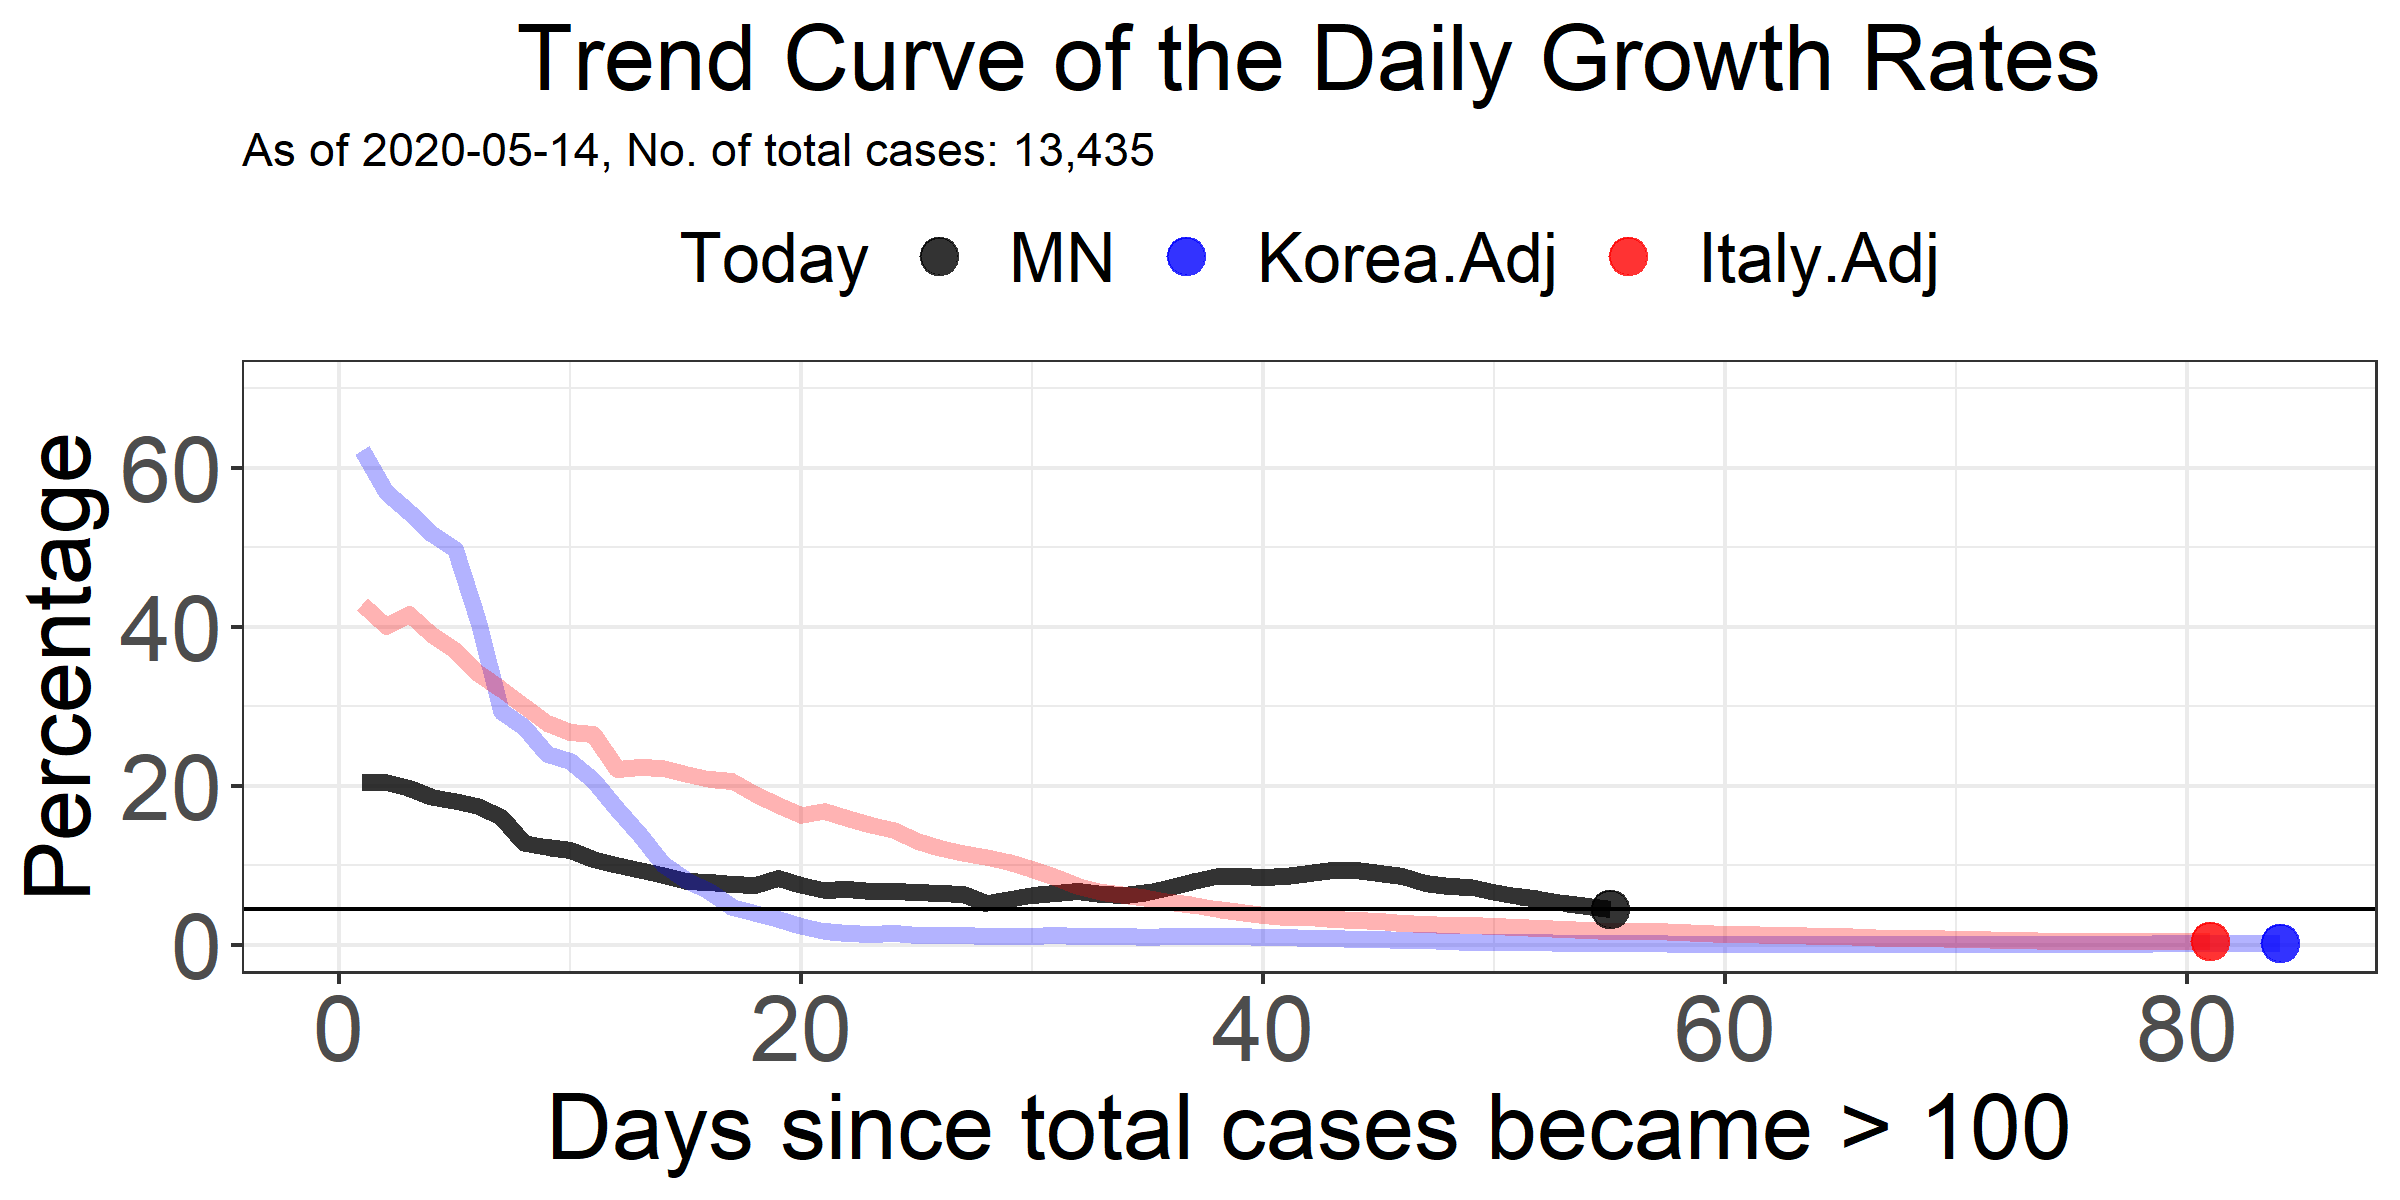 Trend Curve of the Daily Growth Rates
As of 2020-05-14, No. of total cases: 13,435
Today MN Korea.Adj Italy.Adj
Percentage
60
40
20
0
0 20 40 60 80
Days since total cases became > 100